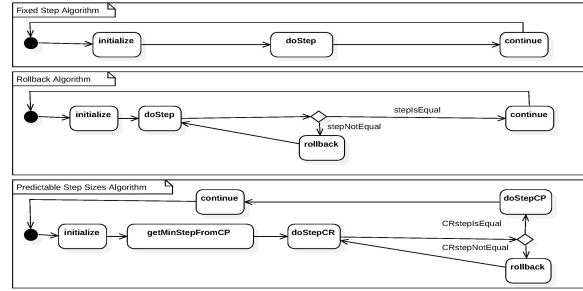 Fixed Step Algorithm
initialize
doStep
continue
Rollback Algorithm
initialize
doStep
stepIsEqual
continue
stepNotEqual
rollback
Predictable Step Sizes Algorithm
continue
doStepCP
CRstepIsEqual
initialize
getMinStepFromCP
doStepCR
CRstepNotEqual
rollback